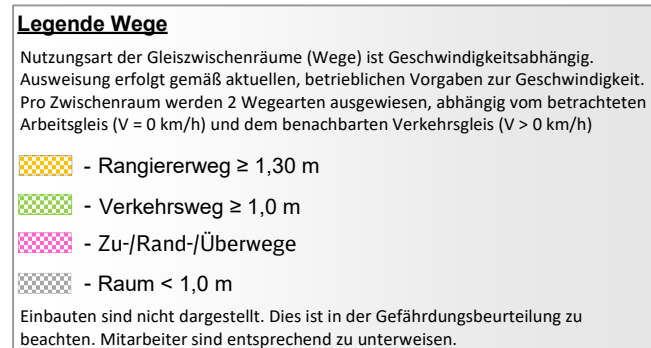 Legende Wege
Nutzungsart der Gleiszwischenräume (Wege) ist Geschwindigkeitsabhängig.
Ausweisung erfolgt gemäß aktuellen, betrieblichen Vorgaben zur Geschwindigkeit.
Pro Zwischenraum werden 2 Wegearten ausgewiesen, abhängig vom betrachteten
Arbeitsgleis (V = 0 km/h) und dem benachbarten Verkehrsgleis (V > 0 km/h)
- Rangiererweg ≥ 1,30 m
- Verkehrsweg ≥ 1,0 m
- Zu-/Rand-/Überwege
- Raum < 1,0 m
Einbauten sind nicht dargestellt. Dies ist in der Gefährdungsbeurteilung zu
beachten. Mitarbeiter sind entsprechend zu unterweisen.